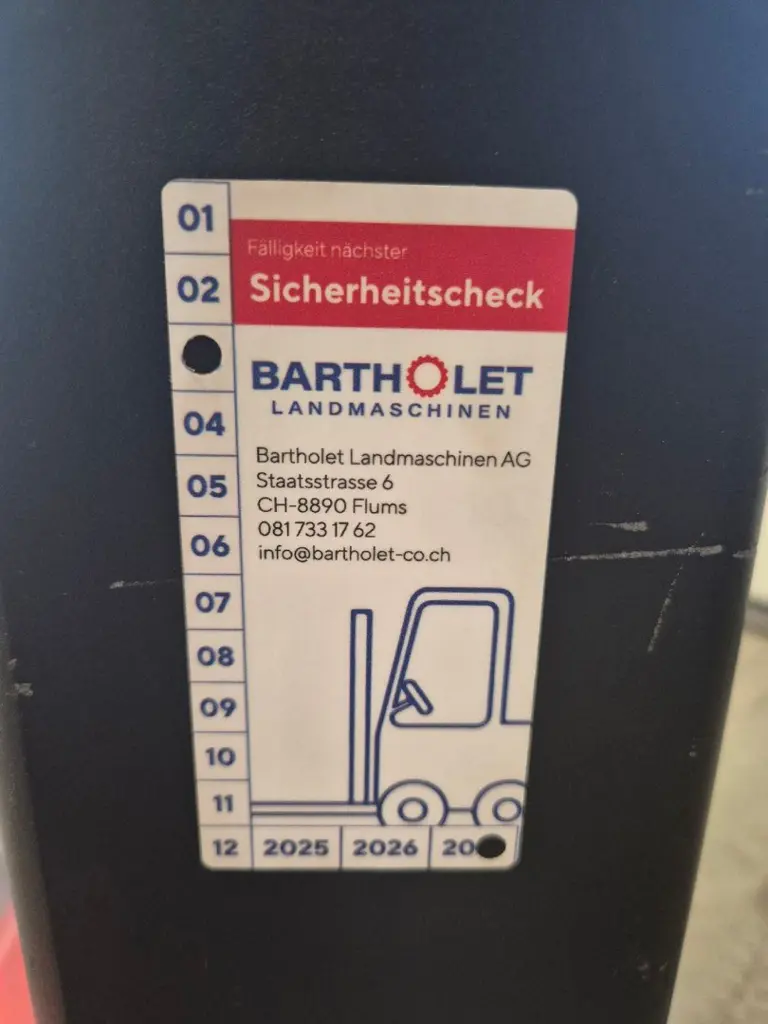 01
02
04
05
06
07
08
09
10
11
12
2025
2026
20
Fälligkeit nächster
Sicherheitscheck
BARTHOLET
LANDMASCHINEN
Bartholet Landmaschinen AG
Staatsstrasse 6
CH-8890 Flums
081 733 17 62
info@bartholet-co.ch